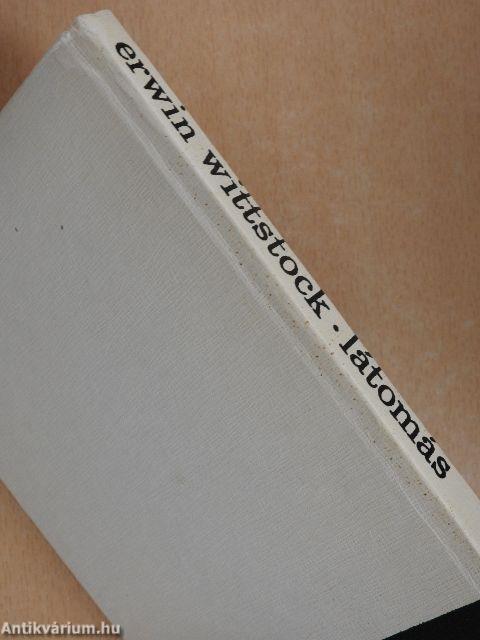 erwin wittstock · látomás
Antikvárium.hu